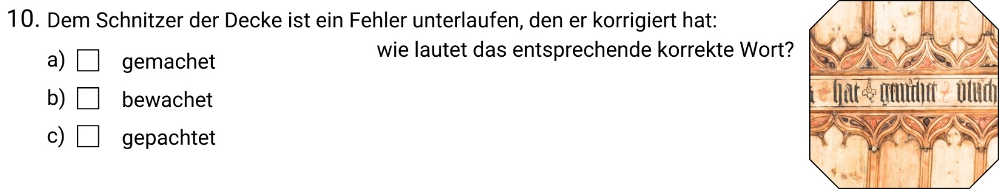 10. Dem Schnitzer der Decke ist ein Fehler unterlaufen, den er korrigiert hat:
wie lautet das entsprechende korrekte Wort?
a) gemachet
b) bewachet
c) gepachtet
hat